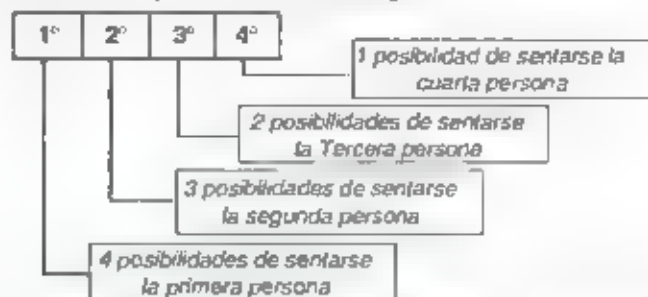 1° 2° 3° 4°
1 posibilidad de sentarse la
cuarta persona
2 posibilidades de sentarse
la Tercera persona
3 posibilidades de sentarse
la segunda persona
4 posibilidades de sentarse
la primera persona